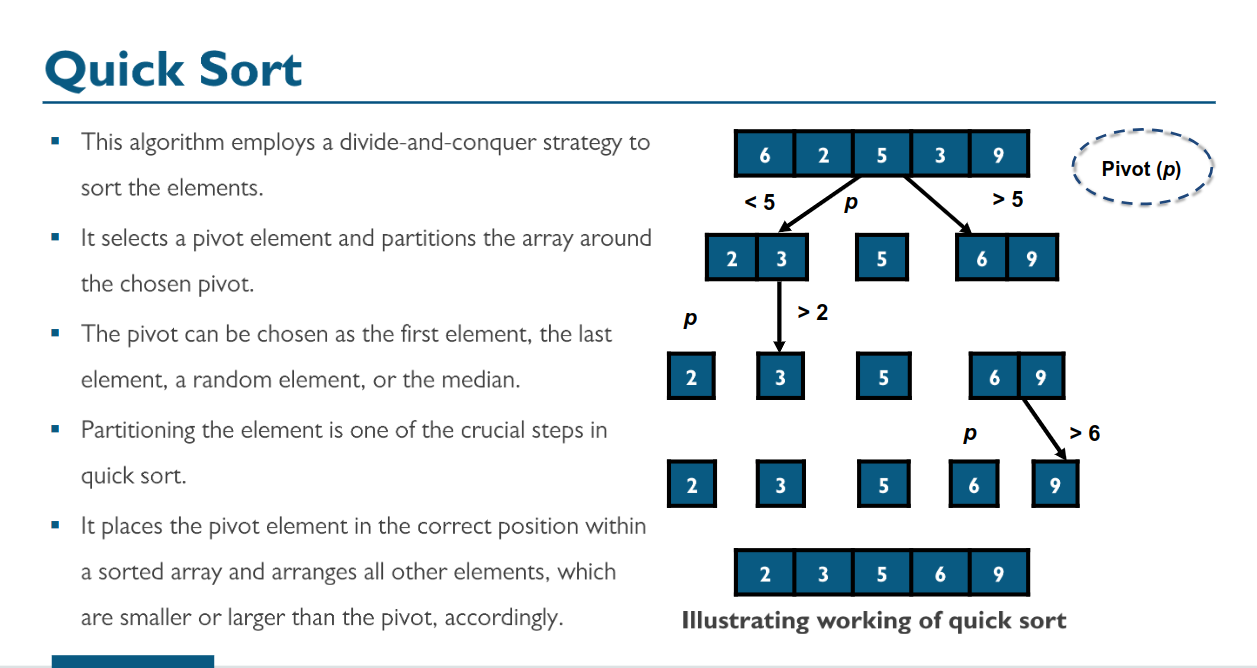 Quick Sort
▪ This algorithm employs a divide-and-conquer strategy to
sort the elements.
▪ It selects a pivot element and partitions the array around
the chosen pivot.
▪ The pivot can be chosen as the first element, the last
element, a random element, or the median.
▪ Partitioning the element is one of the crucial steps in
quick sort.
▪ It places the pivot element in the correct position within
a sorted array and arranges all other elements, which
are smaller or larger than the pivot, accordingly.
6 2 5 3 9
Pivot (p)
< 5 p > 5
2 3 5 6 9
p > 2
2 3 5 6 9
p > 6
2 3 5 6 9
2 3 5 6 9
Illustrating working of quick sort